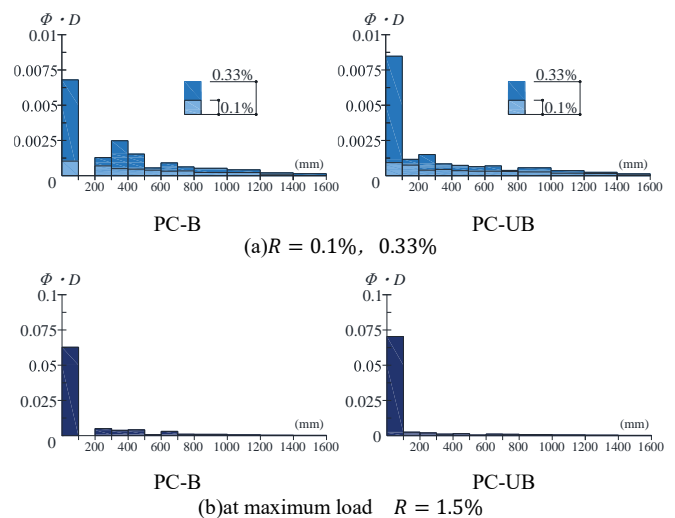 Φ・D Φ・D
0.01 0.01
0.0075 0.33% 0.0075 0.33%
0.005 0.1% 0.005 0.1%
0.0025 0.0025
(mm) (mm)
0 200 400 600 800 1000 1200 1400 1600 0 200 400 600 800 1000 1200 1400 1600
PC-B PC-UB
(a)R = 0.1%, 0.33%
Φ・D Φ・D
0.1 0.1
0.075 0.075
0.05 0.05
0.025 0.025
(mm) (mm)
0 200 400 600 800 1000 1200 1400 1600 0 200 400 600 800 1000 1200 1400 1600
PC-B PC-UB
(b)at maximum load R = 1.5%